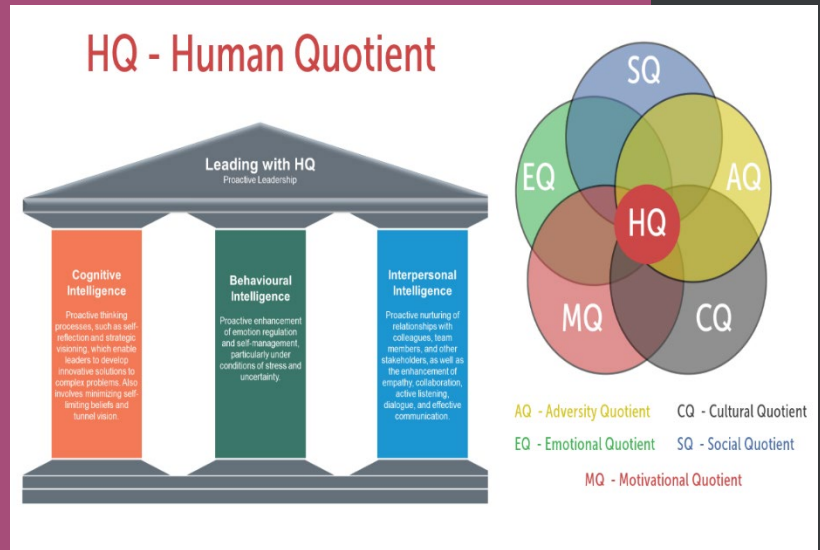 HQ - Human Quotient
Leading with HQ
Proactive Leadership
Cognitive
Intelligence
Proactive thinking
processes, such as self-
reflection and strategic
visioning, which enable
leaders to develop
innovative solutions to
complex problems. Also
involves minimizing self-
limiting beliefs and
tunnel vision.
Behavioural
Intelligence
Proactive enhancement
of emotion regulation
and self-management,
particularly under
conditions of stress and
uncertainty.
Interpersonal
Intelligence
Proactive nurturing of
relationships with
colleagues, team
members, and other
stakeholders, as well as
the enhancement of
empathy, collaboration,
active listening,
dialogue, and effective
communication.
SQ
EQ
AQ
HQ
MQ
CQ
AQ - Adversity Quotient
CQ - Cultural Quotient
EQ - Emotional Quotient
SQ - Social Quotient
MQ - Motivational Quotient